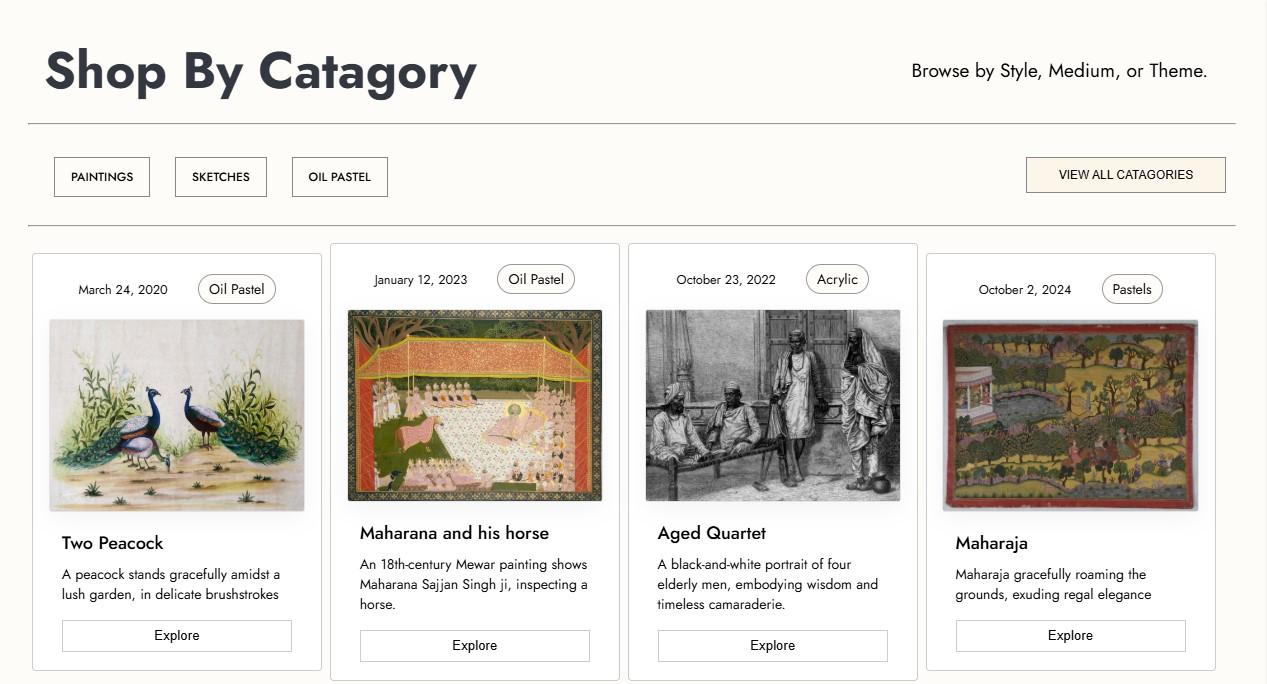 Shop By Catagory
Browse by Style, Medium, or Theme.
PAINTINGS
SKETCHES
OIL PASTEL
VIEW ALL CATAGORIES
March 24, 2020
Oil Pastel
Two Peacock
A peacock stands gracefully amidst a
lush garden, in delicate brushstrokes
Explore
January 12, 2023
Oil Pastel
Maharana and his horse
An 18th-century Mewar painting shows
Maharana Sajjan Singh ji, inspecting a
horse.
Explore
October 23, 2022
Acrylic
Aged Quartet
A black-and-white portrait of four
elderly men, embodying wisdom and
timeless camaraderie.
Explore
October 2, 2024
Pastels
Maharaja
Maharaja gracefully roaming the
grounds, exuding regal elegance
Explore